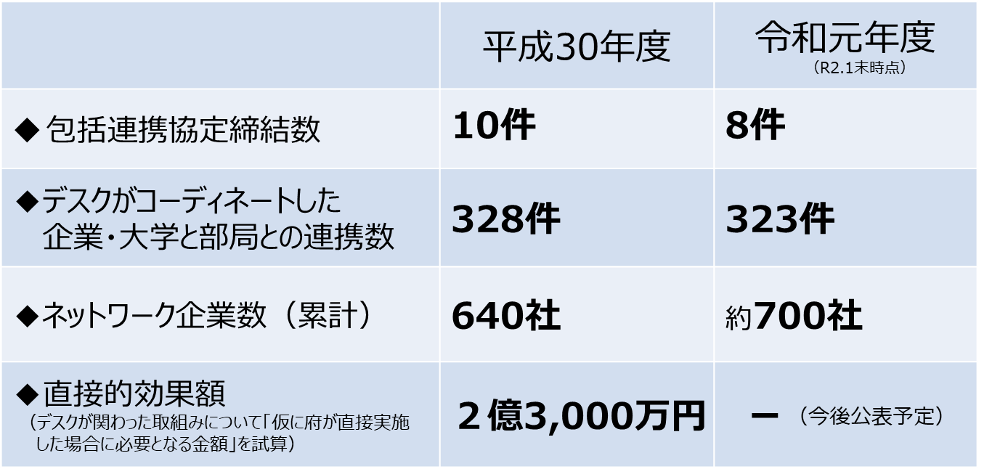 平成30年度
令和元年度
（R2.1末時点）
◆ 包括連携協定締結数
10件
8件
◆デスクがコーディネートした
企業・大学と部局との連携数
328件
323件
◆ネットワーク企業数（累計）
640社
約700社
◆直接的効果額
（デスクが関わった取組みについて「仮に府が直接実施
した場合に必要となる金額」を試算）
２億3,000万円
ー（今後公表予定）